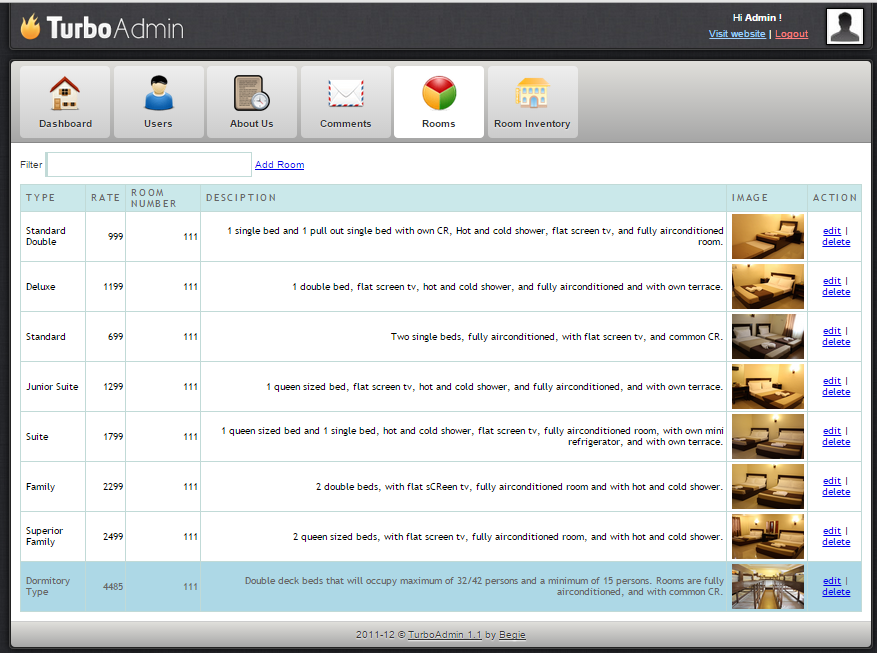 TurboAdmin
Hi Admin !
Visit website | Logout
Dashboard
Users
About Us
Comments
Rooms
Room Inventory
Filter
Add Room
TYPE RATE ROOM NUMBER DESCIPTION IMAGE ACTION
Standard Double 999 111 1 single bed and 1 pull out single bed with own CR, Hot and cold shower, flat screen tv, and fully airconditioned room. edit | delete
Deluxe 1199 111 1 double bed, flat screen tv, hot and cold shower, and fully airconditioned and with own terrace. edit | delete
Standard 699 111 Two single beds, fully airconditioned, with flat screen tv, and common CR. edit | delete
Junior Suite 1299 111 1 queen sized bed, flat screen tv, hot and cold shower, and fully airconditioned, and with own terrace. edit | delete
Suite 1799 111 1 queen sized bed and 1 single bed, hot and cold shower, flat screen tv, fully airconditioned room, with own mini refrigerator, and with own terrace. edit | delete
Family 2299 111 2 double beds, with flat sCReen tv, fully airconditioned room and with hot and cold shower. edit | delete
Superior Family 2499 111 2 queen sized beds, with flat screen tv, fully airconditioned room, and with hot and cold shower. edit | delete
Dormitory Type 4485 111 Double deck beds that will occupy maximum of 32/42 persons and a minimum of 15 persons. Rooms are fully airconditioned, and with common CR. edit | delete
2011-12 © TurboAdmin 1.1 by Begie